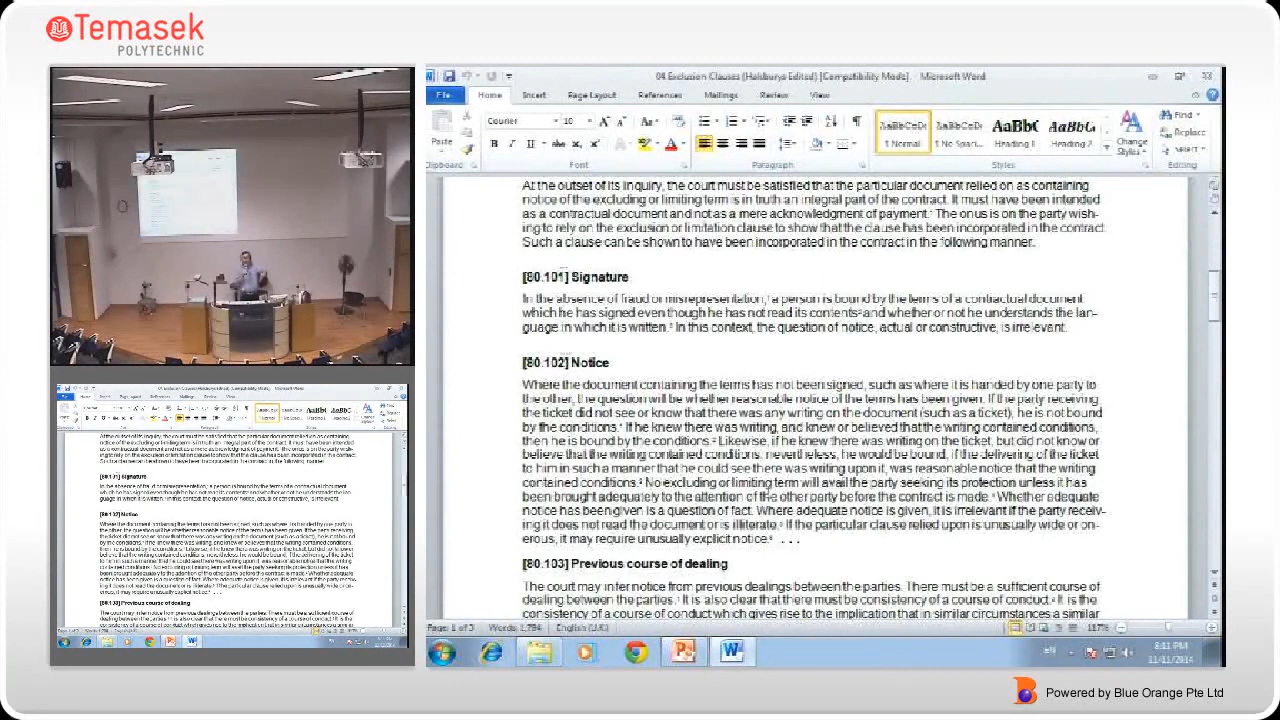 Temasek
POLYTECHNIC
04 Exclusion Clauses (Halsburys Edited) [Compatibility Mode] - Microsoft Word
File Home Insert Page Layout References Mailings Review View
Paste
Courier 10
AaBbCcDc AaBbCcDc AaBbC AaBbCc
¶ Normal ¶ No Spaci... Heading 1 Heading 2
Change Styles
Find
Replace
Select
Clipboard Font Paragraph Styles Editing
At the outset of its inquiry, the court must be satisfied that the particular document relied on as containing
notice of the excluding or limiting term is in truth an integral part of the contract. It must have been intended
as a contractual document and not as a mere acknowledgment of payment. The onus is on the party wish-
ing to rely on the exclusion or limitation clause to show that the clause has been incorporated in the contract.
Such a clause can be shown to have been incorporated in the contract in the following manner.
[80.101] Signature
In the absence of fraud or misrepresentation, a person is bound by the terms of a contractual document
which he has signed even though he has not read its contents and whether or not he understands the lan-
guage in which it is written. In this context, the question of notice, actual or constructive, is irrelevant.
[80.102] Notice
Where the document containing the terms has not been signed, such as where it is handed by one party to
the other, the question will be whether reasonable notice of the terms has been given. If the party receiving
the ticket did not see or know that there was any writing on the document (such as a ticket), he is not bound
by the conditions. If he knew there was writing, and knew or believed that the writing contained conditions,
then he is bound by the conditions. Likewise, if he knew there was writing on the ticket, but did not know or
believe that the writing contained conditions, nevertheless, he would be bound, if the delivering of the ticket
to him in such a manner that he could see there was writing upon it, was reasonable notice that the writing
contained conditions. No excluding or limiting term will avail the party seeking its protection unless it has
been brought adequately to the attention of the other party before the contract is made. Whether adequate
notice has been given is a question of fact. Where adequate notice is given, it is irrelevant if the party receiv-
ing it does not read the document or is illiterate. If the particular clause relied upon is unusually wide or on-
erous, it may require unusually explicit notice. . . .
[80.103] Previous course of dealing
The court may infer notice from previous dealings between the parties. There must be sufficient course of
dealing between the parties. It is also clear that there must be consistency of a course of conduct. It is the
consistency of a course of conduct which gives rise to the implication that in similar circumstances a similar
Page: 1 of 3 Words: 1,794 English (U.K.) 117%
8:11 PM
11/11/2014
Powered by Blue Orange Pte Ltd